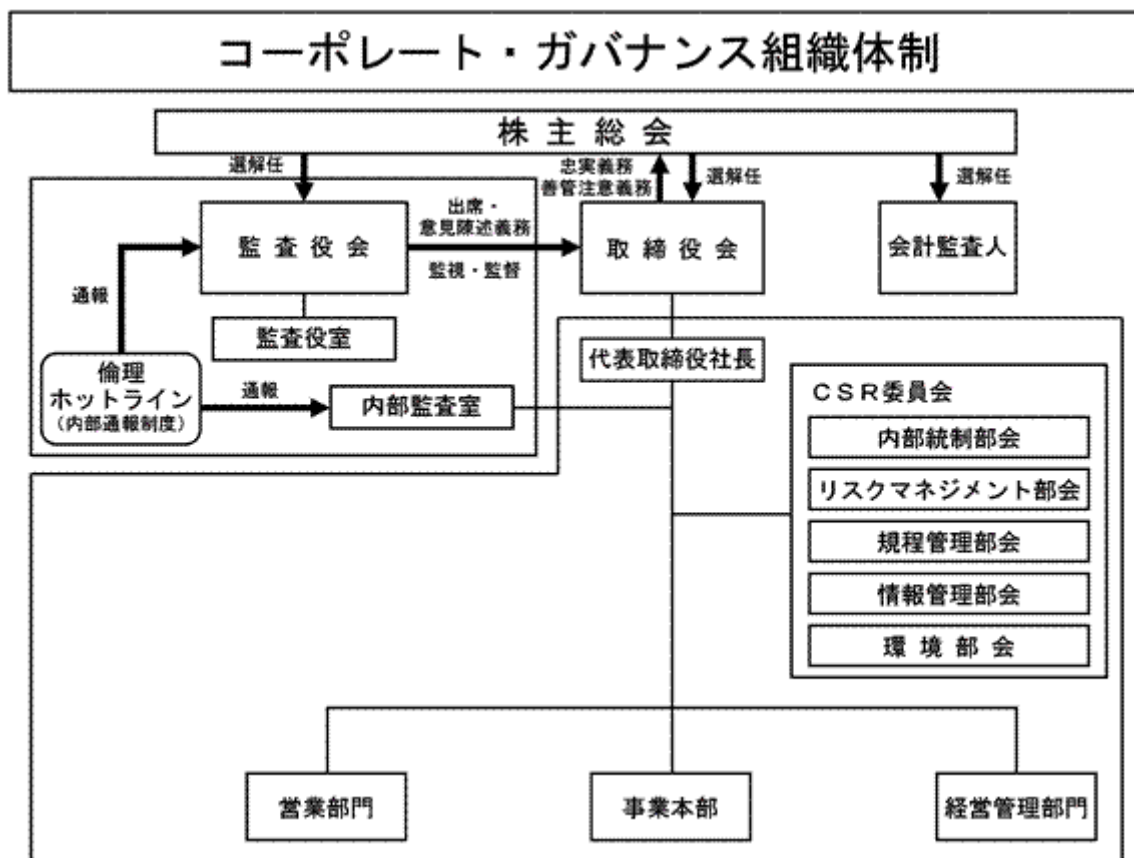 コーポレート・ガバナンス組織体制
株主総会
選解任
忠実義務
善管注意義務
選解任
選解任
監査役会
出席・
意見陳述義務
監視・監督
取締役会
会計監査人
通報
監査役室
代表取締役社長
倫理
ホットライン
（内部通報制度）
通報
内部監査室
ＣＳＲ委員会
内部統制部会
リスクマネジメント部会
規程管理部会
情報管理部会
環境部会
営業部門
事業本部
経営管理部門